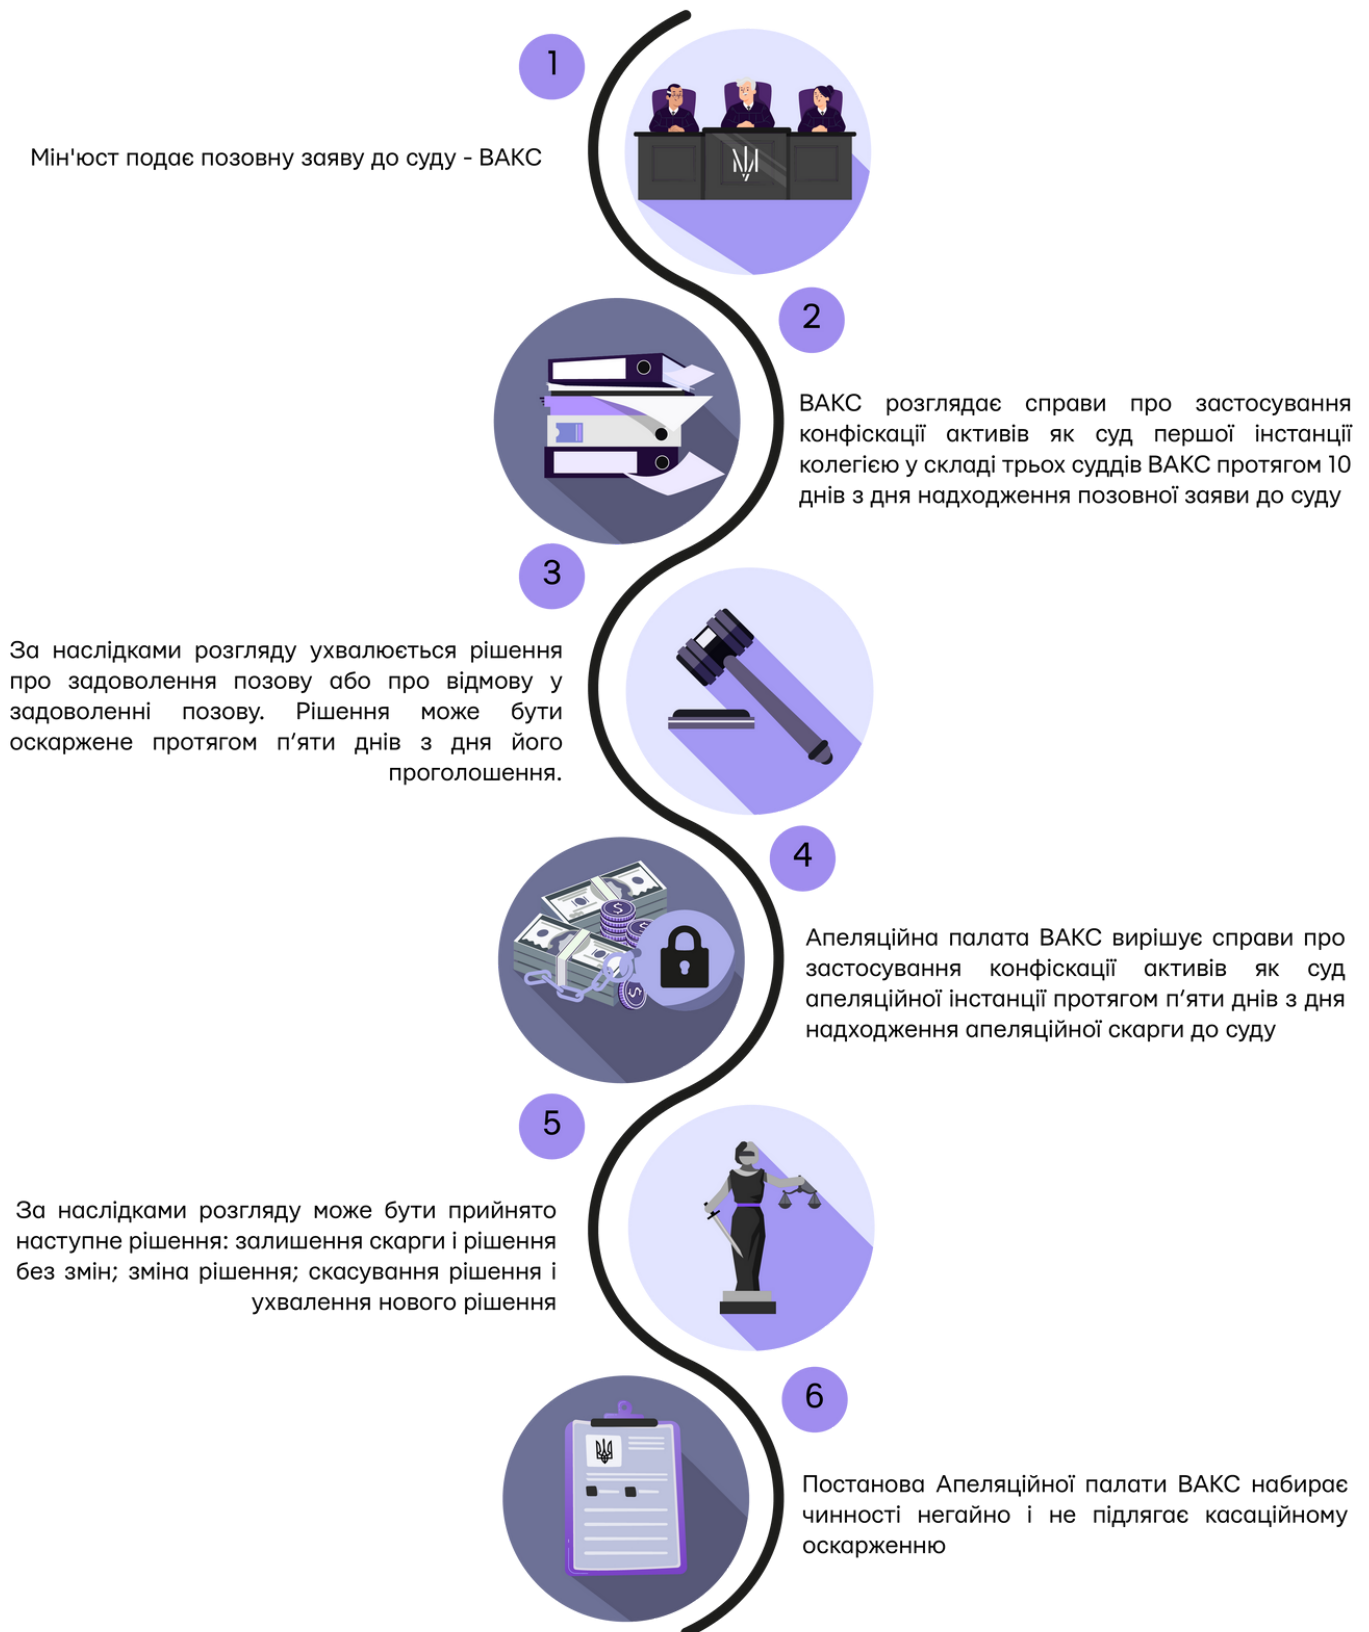 1
Мін'юст подає позовну заяву до суду - ВАКС
2
ВАКС розглядає справи про застосування
конфіскації активів як суд першої інстанції
колегією у складі трьох суддів ВАКС протягом 10
днів з дня надходження позовної заяви до суду
3
За наслідками розгляду ухвалюється рішення
про задоволення позову або про відмову у
задоволенні позову. Рішення може бути
оскаржене протягом п’яти днів з дня його
проголошення.
4
Апеляційна палата ВАКС вирішує справи про
застосування конфіскації активів як суд
апеляційної інстанції протягом п’яти днів з дня
надходження апеляційної скарги до суду
5
За наслідками розгляду може бути прийнято
наступне рішення: залишення скарги і рішення
без змін; зміна рішення; скасування рішення і
ухвалення нового рішення
6
Постанова Апеляційної палати ВАКС набирає
чинності негайно і не підлягає касаційному
оскарженню